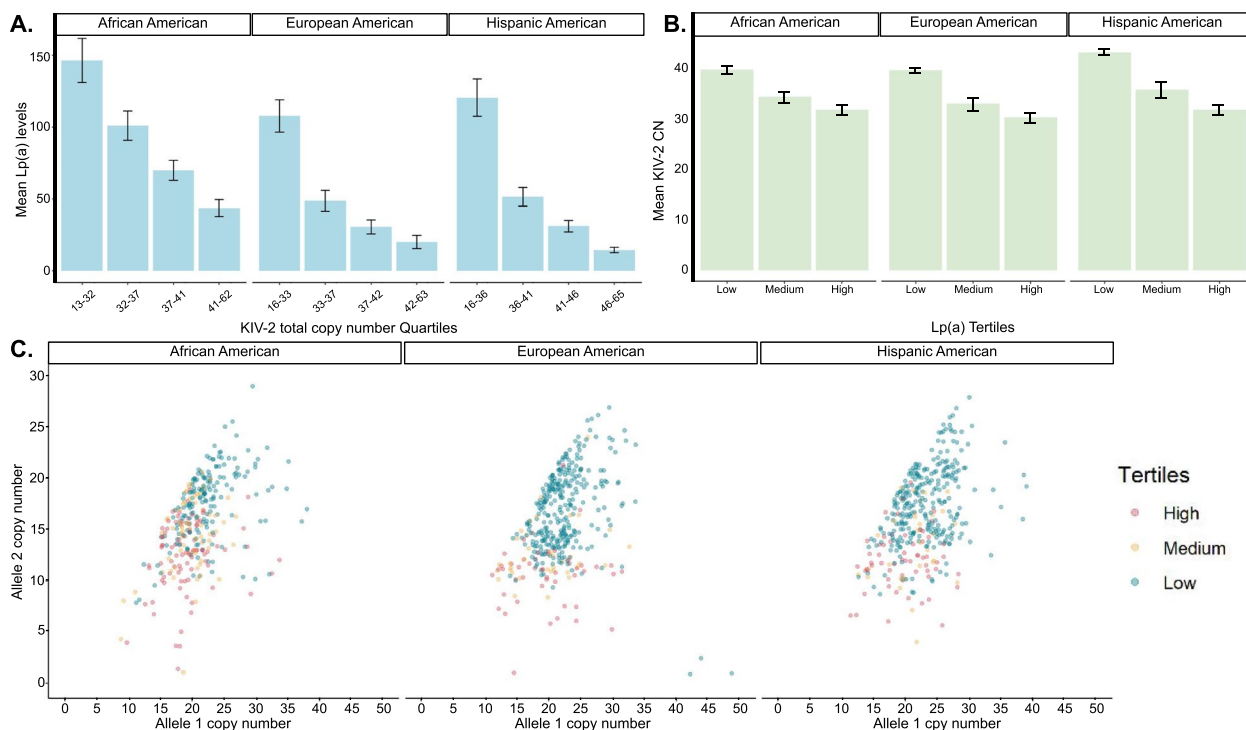 A.
African American
European American
Hispanic American
Mean Lp(a) levels
150
100
50
0
13-32
32-37
37-41
41-62
16-33
33-37
37-42
42-63
16-36
36-41
41-46
46-65
KIV-2 total copy number Quartiles
B.
African American
European American
Hispanic American
Mean KIV-2 CN
40
30
20
10
0
Low
Medium
High
Low
Medium
High
Low
Medium
High
Lp(a) Tertiles
C.
African American
European American
Hispanic American
Allele 2 copy number
30
25
20
15
10
5
0
0 5 10 15 20 25 30 35 40 45 50
0 5 10 15 20 25 30 35 40 45 50
0 5 10 15 20 25 30 35 40 45 50
Allele 1 copy number
Allele 1 copy number
Allele 1 cpy number
Tertiles
High
Medium
Low